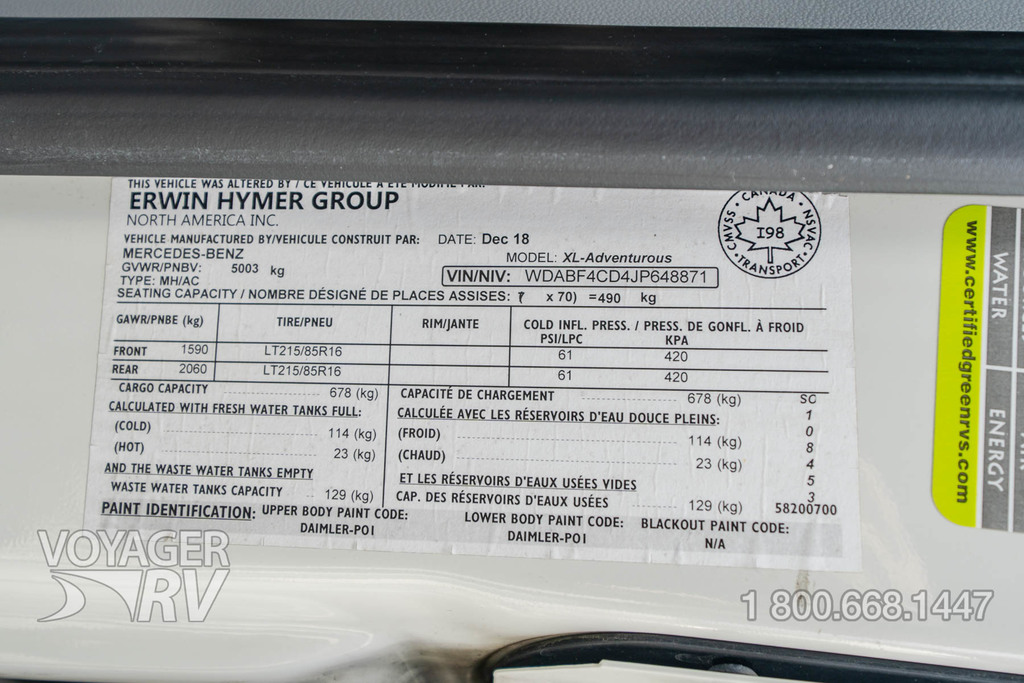 THIS VEHICLE WAS ALTERED BY / CE VÉHICULE A ÉTÉ MODIFIÉ PAR:
ERWIN HYMER GROUP
NORTH AMERICA INC.
VEHICLE MANUFACTURED BY/VEHICULE CONSTRUIT PAR: DATE: Dec 18
MERCEDES-BENZ MODEL: XL-Adventurous
GVWR/PNBV: 5003 kg
VIN/NIV: WDABF4CD4JP648871
TYPE: MH/AC
SEATING CAPACITY / NOMBRE DÉSIGNÉ DE PLACES ASSISES: ( x 70) =490 kg
CANADA
CMVSS NSVAC
198
TRANSPORT
GAWR/PNBE (kg) TIRE/PNEU RIM/JANTE COLD INFL. PRESS. / PRESS. DE GONFL. À FROID
PSI/LPC KPA
FRONT 1590 LT215/85R16 61 420
REAR 2060 LT215/85R16 61 420
CARGO CAPACITY 678 (kg)
CALCULATED WITH FRESH WATER TANKS FULL:
(COLD) 114 (kg)
(HOT) 23 (kg)
AND THE WASTE WATER TANKS EMPTY
WASTE WATER TANKS CAPACITY 129 (kg)
CAPACITÉ DE CHARGEMENT 678 (kg)
CALCULÉE AVEC LES RÉSERVOIRS D'EAU DOUCE PLEINS:
(FROID) 114 (kg)
(CHAUD) 23 (kg)
ET LES RÉSERVOIRS D'EAUX USÉES VIDES
CAP. DES RÉSERVOIRS D'EAUX USÉES 129 (kg)
SC
1
0
8
4
5
3
58200700
PAINT IDENTIFICATION: UPPER BODY PAINT CODE: LOWER BODY PAINT CODE: BLACKOUT PAINT CODE:
DAIMLER-PO1 DAIMLER-PO1 N/A
www.certifiedgreenrvs.com
WATER
ENERGY
VOYAGER
RV
1 800.668.1447